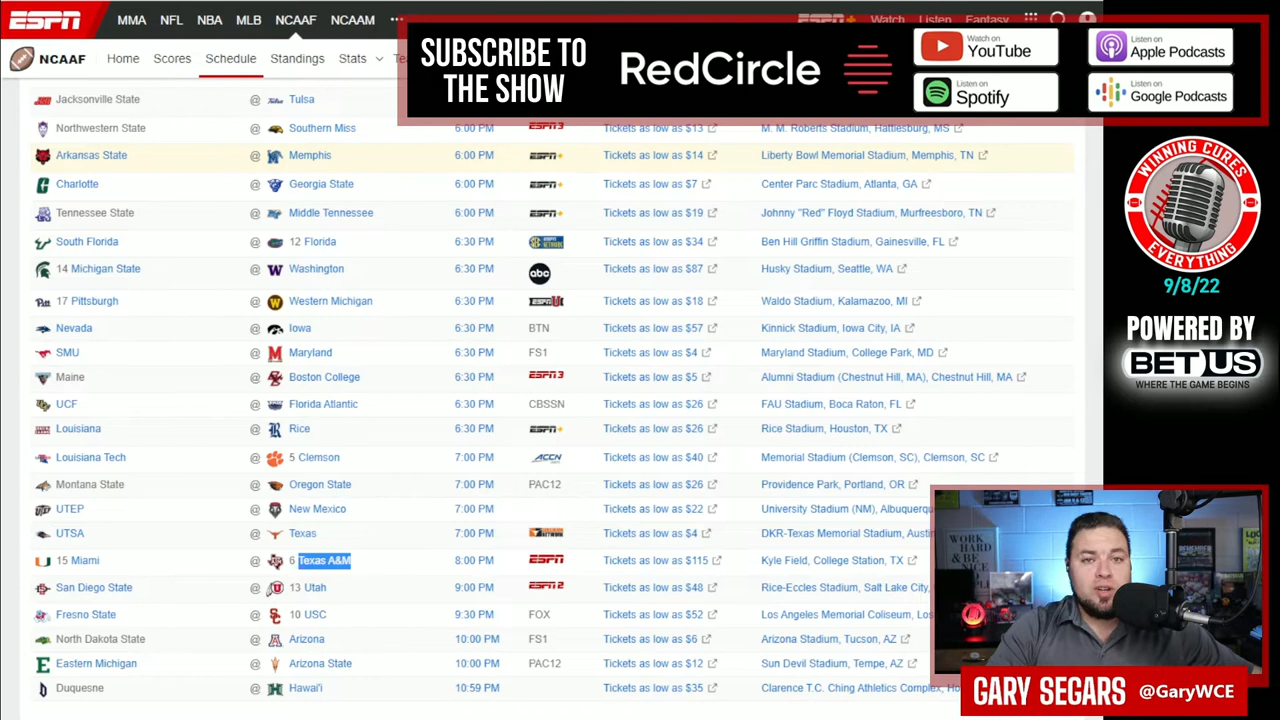 ESPN MMA NFL NBA MLB NCAAF NCAAM ••• ESPN+ Watch Listen Fantasy
NCAAF Home Scores Schedule Standings Stats Te
SUBSCRIBE TO
THE SHOW
RedCircle
Watch on
YouTube
Listen on
Apple Podcasts
Listen on
Spotify
Listen on
Google Podcasts
Jacksonville State @ Tulsa
Northwestern State @ Southern Miss 6:00 PM ESPN3 Tickets as low as $13 M. M. Roberts Stadium, Hattiesburg, MS
Arkansas State @ Memphis 6:00 PM ESPN+ Tickets as low as $14 Liberty Bowl Memorial Stadium, Memphis, TN
Charlotte @ Georgia State 6:00 PM ESPN+ Tickets as low as $7 Center Parc Stadium, Atlanta, GA
Tennessee State @ Middle Tennessee 6:00 PM ESPN+ Tickets as low as $19 Johnny "Red" Floyd Stadium, Murfreesboro, TN
South Florida @ 12 Florida 6:30 PM Tickets as low as $34 Ben Hill Griffin Stadium, Gainesville, FL
14 Michigan State @ Washington 6:30 PM abc Tickets as low as $87 Husky Stadium, Seattle, WA
17 Pittsburgh @ Western Michigan 6:30 PM ESPNU Tickets as low as $18 Waldo Stadium, Kalamazoo, MI
Nevada @ Iowa 6:30 PM BTN Tickets as low as $57 Kinnick Stadium, Iowa City, IA
SMU @ Maryland 6:30 PM FS1 Tickets as low as $4 Maryland Stadium, College Park, MD
Maine @ Boston College 6:30 PM ESPN3 Tickets as low as $5 Alumni Stadium (Chestnut Hill, MA), Chestnut Hill, MA
UCF @ Florida Atlantic 6:30 PM CBSSN Tickets as low as $26 FAU Stadium, Boca Raton, FL
Louisiana @ Rice 6:30 PM ESPN+ Tickets as low as $26 Rice Stadium, Houston, TX
Louisiana Tech @ 5 Clemson 7:00 PM ACCN Tickets as low as $40 Memorial Stadium (Clemson, SC), Clemson, SC
Montana State @ Oregon State 7:00 PM PAC12 Tickets as low as $26 Providence Park, Portland, OR
UTEP @ New Mexico 7:00 PM Tickets as low as $22 University Stadium (NM), Albuquerque
UTSA @ Texas 7:00 PM Tickets as low as $4 DKR-Texas Memorial Stadium, Austin
15 Miami @ 6 Texas A&M 8:00 PM ESPN Tickets as low as $115 Kyle Field, College Station, TX
San Diego State @ 13 Utah 9:00 PM ESPN2 Tickets as low as $48 Rice-Eccles Stadium, Salt Lake City,
Fresno State @ 10 USC 9:30 PM FOX Tickets as low as $52 Los Angeles Memorial Coliseum, Los
North Dakota State @ Arizona 10:00 PM FS1 Tickets as low as $6 Arizona Stadium, Tucson, AZ
Eastern Michigan @ Arizona State 10:00 PM PAC12 Tickets as low as $12 Sun Devil Stadium, Tempe, AZ
Duquesne @ Hawai'i 10:59 PM Tickets as low as $35 Clarence T.C. Ching Athletics Complex, Ho
WINNING CURES
EVERYTHING
9/8/22
POWERED BY
BETUS
WHERE THE GAME BEGINS
WORK
HARD &
BE NICE
GARY SEGARS @GaryWCE